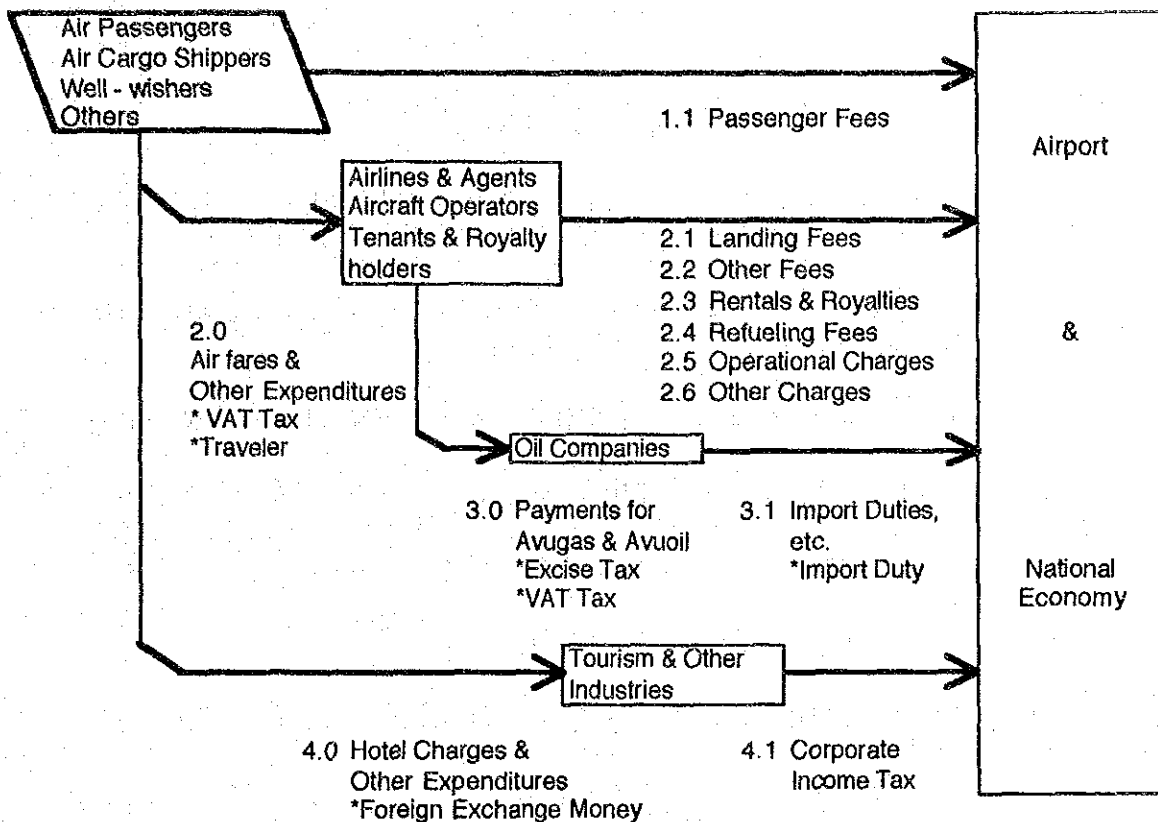 Air Passengers
Air Cargo Shippers
Well - wishers
Others
1.1 Passenger Fees
Airport
&
National
Economy
Airlines & Agents
Aircraft Operators
Tenants & Royalty
holders
2.1 Landing Fees
2.2 Other Fees
2.3 Rentals & Royalties
2.4 Refueling Fees
2.5 Operational Charges
2.6 Other Charges
2.0
Air fares &
Other Expenditures
* VAT Tax
*Traveler
Oil Companies
3.0 Payments for
Avugas & Avuoil
*Excise Tax
*VAT Tax
3.1 Import Duties,
etc.
*Import Duty
Tourism & Other
Industries
4.0 Hotel Charges &
Other Expenditures
*Foreign Exchange Money
4.1 Corporate
Income Tax